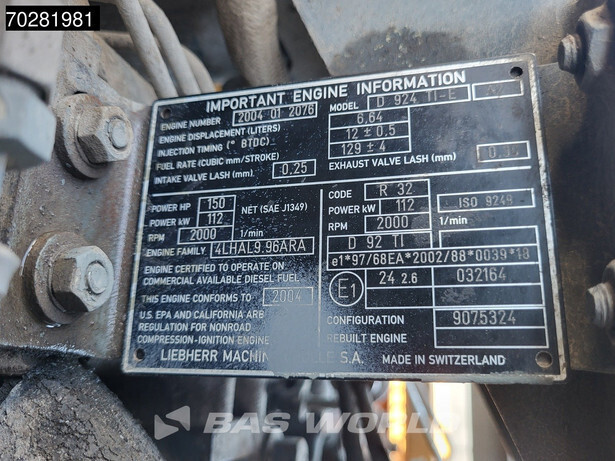 70281981
IMPORTANT ENGINE INFORMATION
ENGINE NUMBER 2004 01 2076 MODEL D 924 TI-E
ENGINE DISPLACEMENT (LITERS) 6,64
INJECTION TIMING (° BTDC) 12 ± 0,5
FUEL RATE (CUBIC mm/STROKE) 129 ± 4
INTAKE VALVE LASH (mm). 0.25 EXHAUST VALVE LASH (mm).
POWER HP 150 NET (SAE J1349)
POWER kW 112
RPM 2000 1/min
ENGINE FAMILY 4LHAL9.96ARA
ENGINE CERTIFIED TO OPERATE ON
COMMERCIAL AVAILABLE DIESEL FUEL
THIS ENGINE CONFORMS TO 2004
U.S. EPA AND CALIFORNIA ARB
REGULATION FOR NONROAD
COMPRESSION-IGNITION ENGINE
CODE R 32
POWER kW 112 ISO 9249
RPM 2000 1/min
D 92 TI
e1*97/68EA*2002/88*0039*18
E1 24 2.6 032164
CONFIGURATION 9075324
REBUILT ENGINE
LIEBHERR MACHIN S.A. MADE IN SWITZERLAND
BAS WORLD